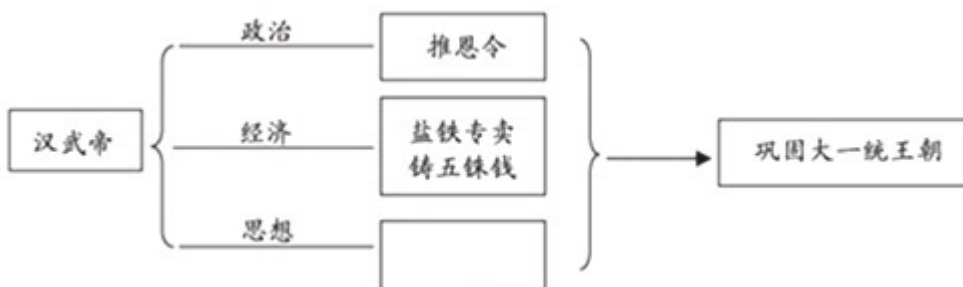 政治
推恩令
汉武帝
经济
盐铁专卖
铸五铢钱
巩固大一统王朝
思想